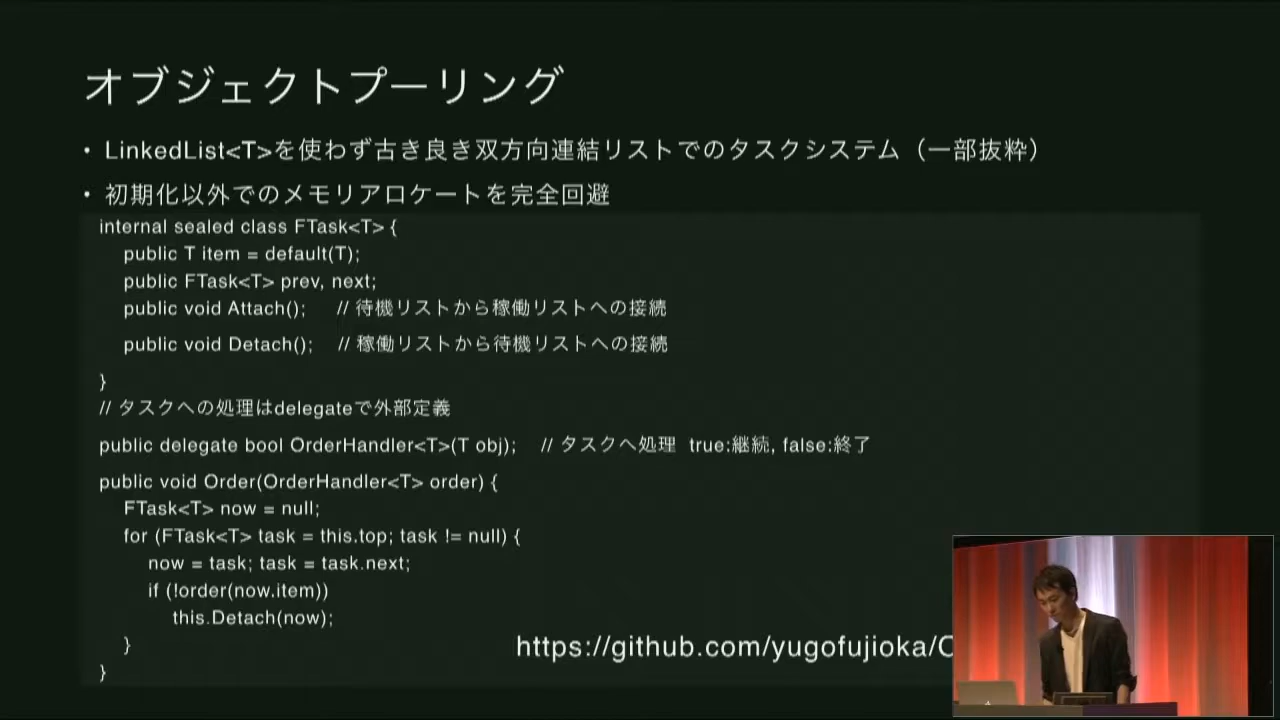 オブジェクトプーリング
• LinkedList<T>を使わず古き良き双方向連結リストでのタスクシステム（一部抜粋）
• 初期化以外でのメモリアロケートを完全回避
internal sealed class FTask<T> {
public T item = default(T);
public FTask<T> prev, next;
public void Attach(); // 待機リストから稼働リストへの接続
public void Detach(); // 稼働リストから待機リストへの接続
}
// タスクへの処理はdelegateで外部定義
public delegate bool OrderHandler<T>(T obj); // タスクへ処理 true:継続, false:終了
public void Order(OrderHandler<T> order) {
FTask<T> now = null;
for (FTask<T> task = this.top; task != null) {
now = task; task = task.next;
if (!order(now.item))
this.Detach(now);
}
https://github.com/yugofujioka/
}